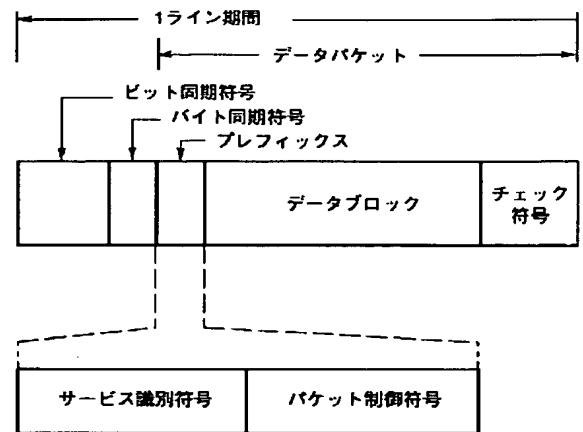 1ライン期間
データパケット
ビット同期符号
バイト同期符号
プレフィックス
データブロック
チェック
符号
サービス識別符号
パケット制御符号